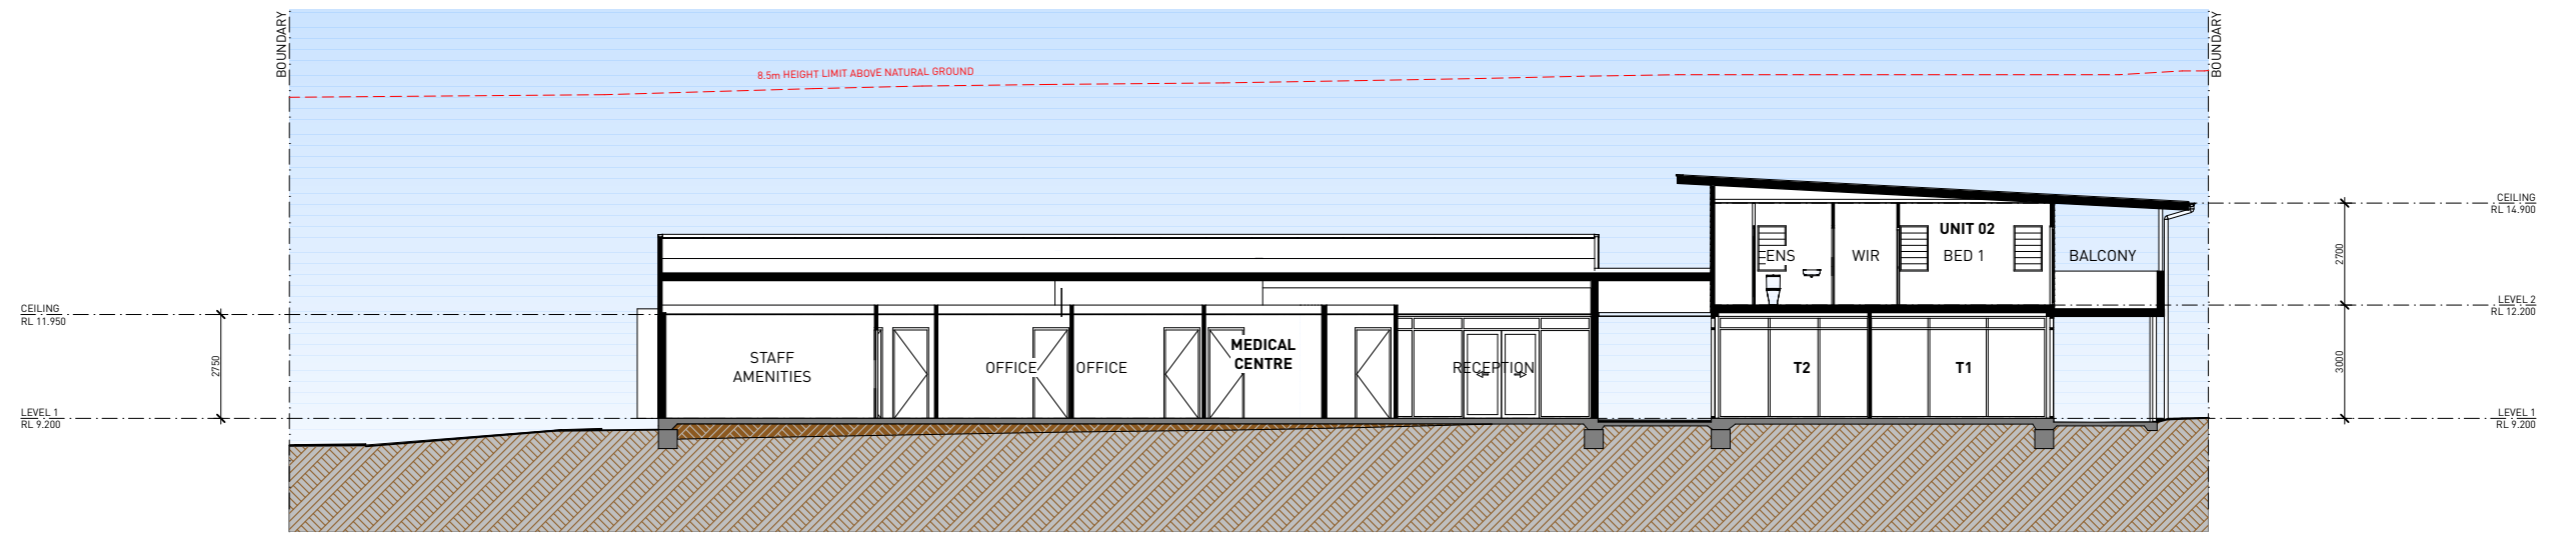 BOUNDARY
BOUNDARY
8.5m HEIGHT LIMIT ABOVE NATURAL GROUND
CEILING
RL 14.900
UNIT 02
ENS
WIR
BED 1
BALCONY
2700
LEVEL 2
RL 12.200
CEILING
RL 11.950
2750
STAFF
AMENITIES
OFFICE
OFFICE
MEDICAL
CENTRE
RECEPTION
T2
T1
3000
LEVEL 1
RL 9.200
LEVEL 1
RL 9.200